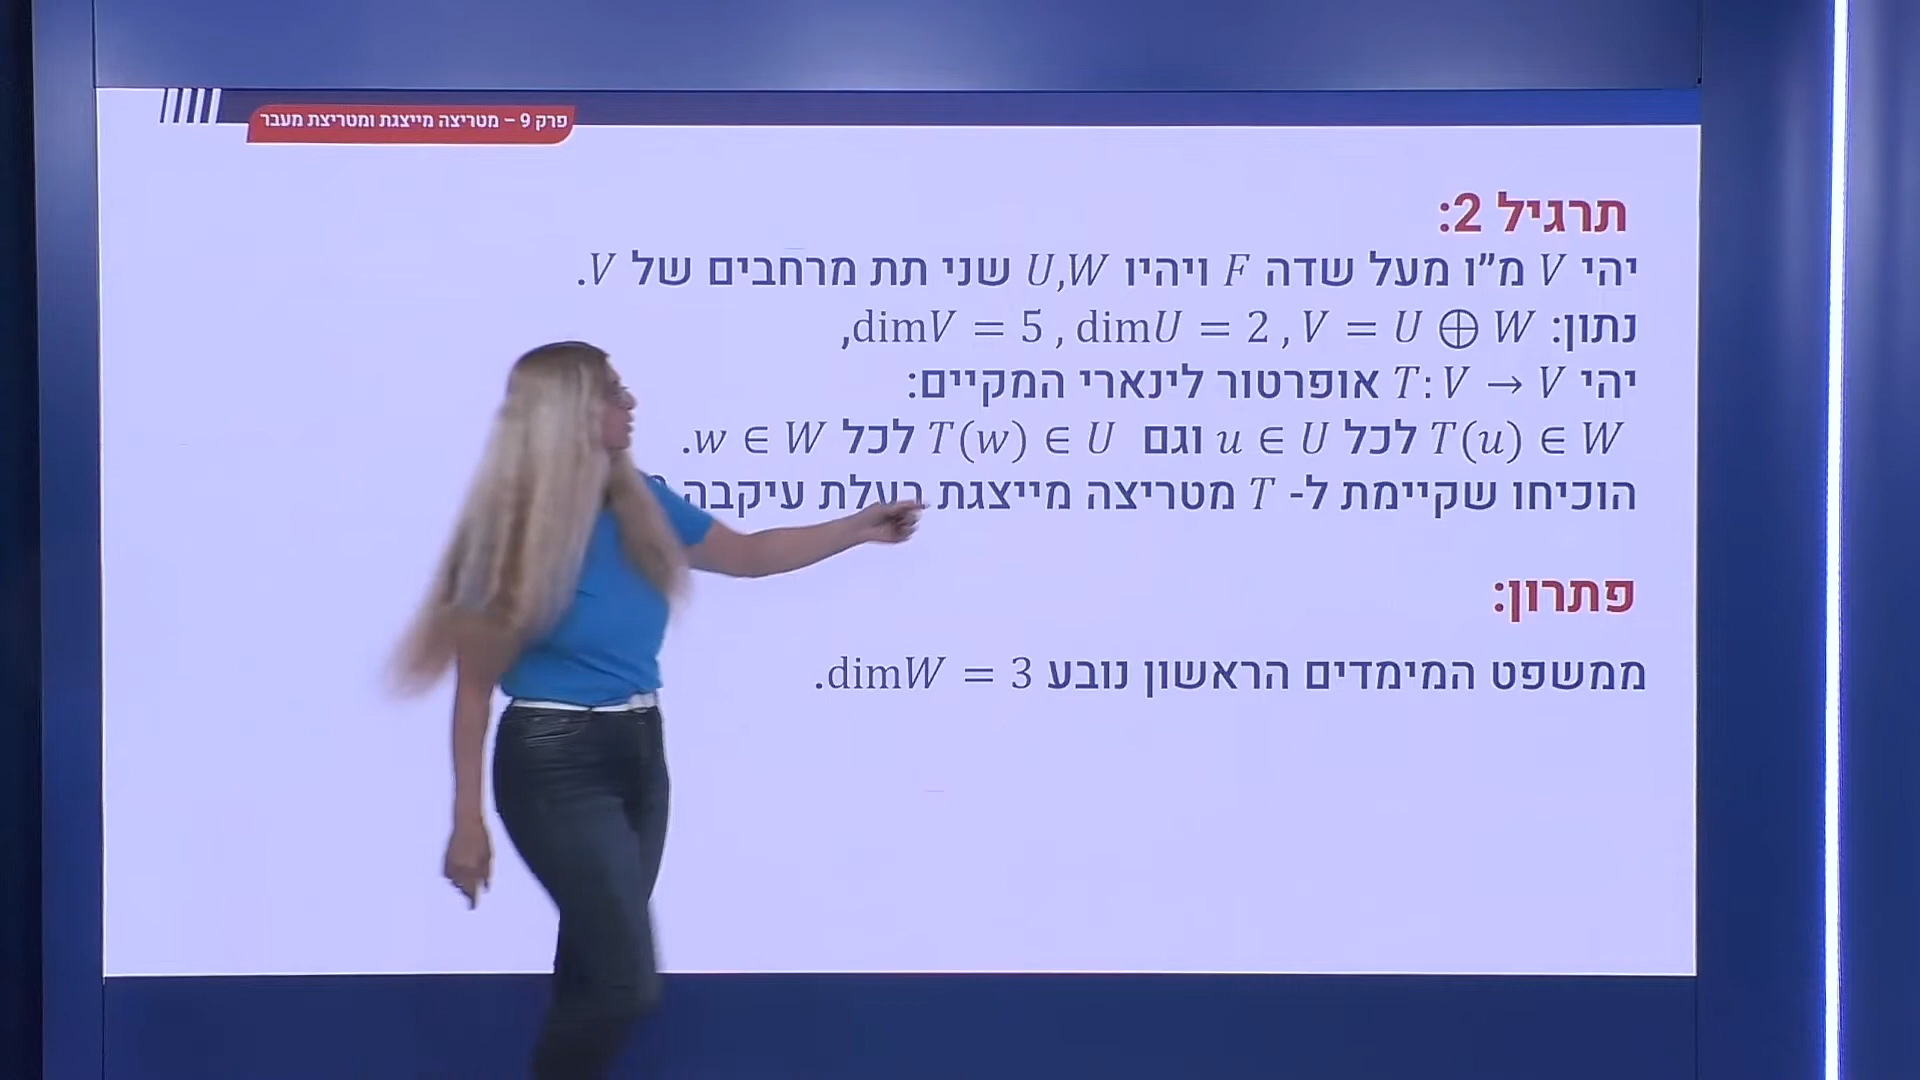 פרק 9 – מטריצה מייצגת ומטריצת מעבר
תרגיל 2:
יהי V מ״ו מעל שדה F ויהיו U,W שני תת מרחבים של V.
נתון: V = U ⊕ W , dimU = 2 , dimV = 5,
יהי T: V → V אופרטור לינארי המקיים:
T(u) ∈ W לכל u ∈ U וגם T(w) ∈ U לכל w ∈ W.
הוכיחו שקיימת ל- T מטריצה מייצגת בעלת עיקבה
פתרון:
ממשפט המימדים הראשון נובע dimW = 3.